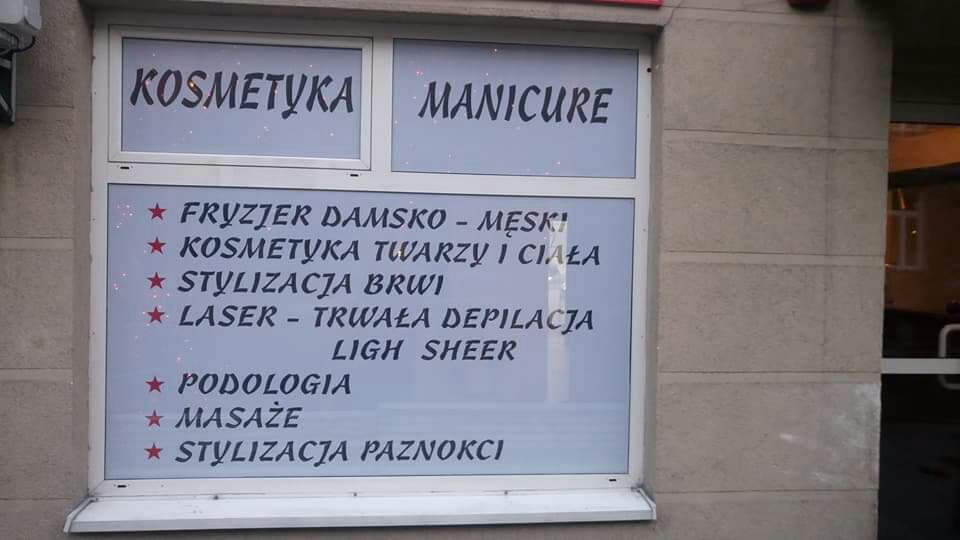 KOSMETYKA
MANICURE
FRYZJER DAMSKO - MĘSKI
KOSMETYKA TWARZY I CIAŁA
STYLIZACJA BRWI
LASER - TRWAŁA DEPILACJA
LIGH SHEER
PODOLOGIA
MASAŻE
STYLIZACJA PAZNOKCI